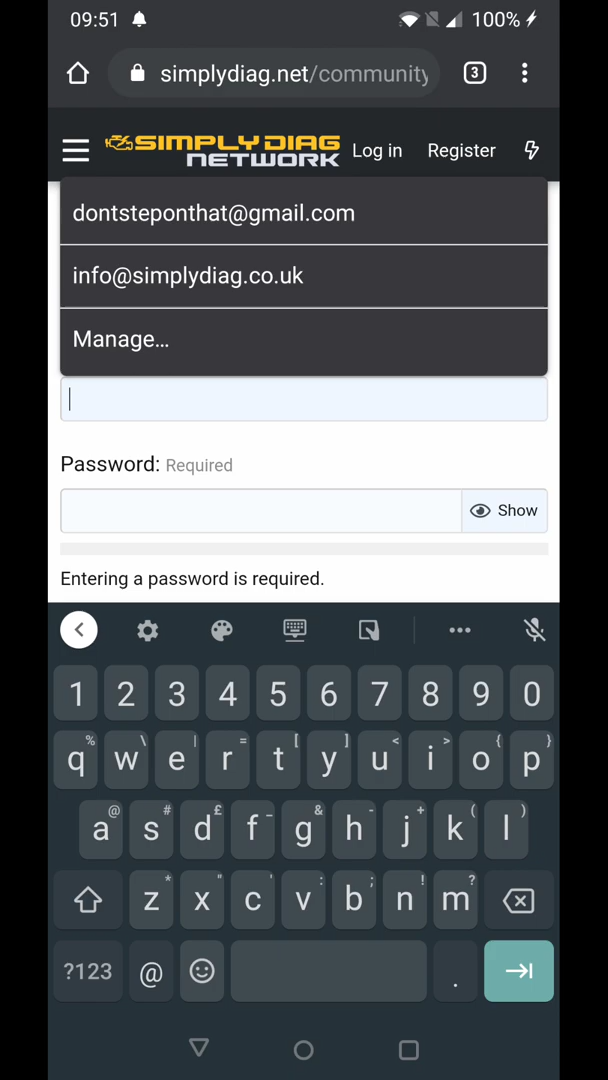 09:51 100%
simplydiag.net/community 3
SIMPLY DIAG
NETWORK
Log in Register
dontsteponthat@gmail.com
info@simplydiag.co.uk
Manage...
Password: Required
Show
Entering a password is required.
1 2 3 4 5 6 7 8 9 0
% \ | = [ ] < > { }
q w e r t y u i o p
@ # £ _ & - + ( )
a s d f g h j k l
* " ' : ; ! ?
z x c v b n m
?123 @ .